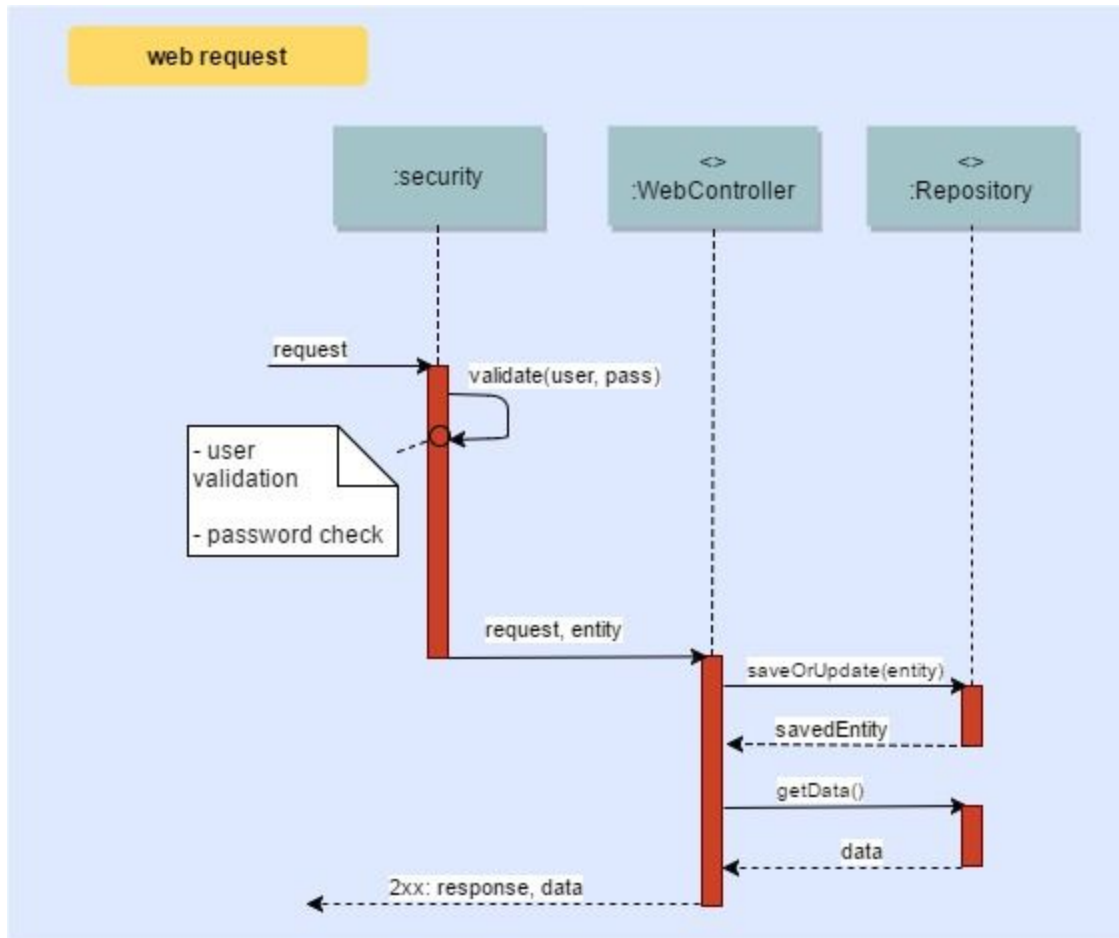 web request
:security
<>
:WebController
<>
:Repository
request
validate(user, pass)
- user
validation
- password check
request, entity
saveOrUpdate(entity)
savedEntity
getData()
data
2xx: response, data